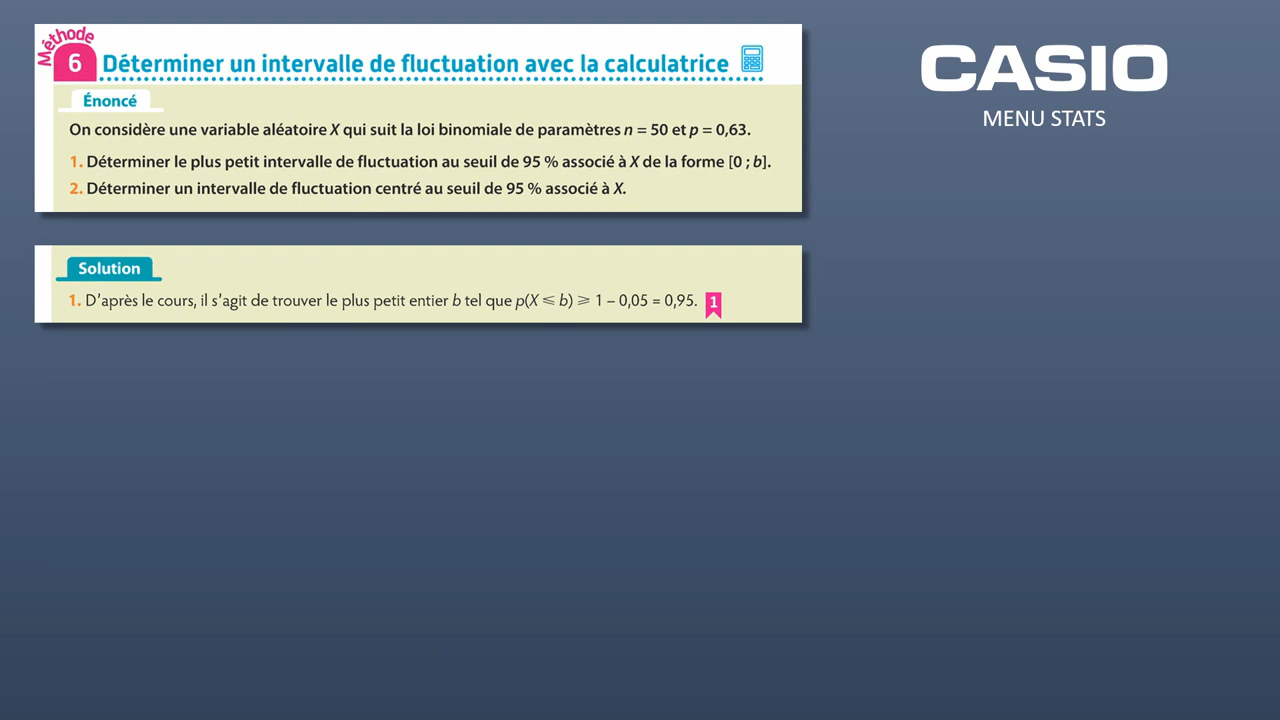 Méthode
6 Déterminer un intervalle de fluctuation avec la calculatrice
Énoncé
On considère une variable aléatoire X qui suit la loi binomiale de paramètres n = 50 et p = 0,63.
1. Déterminer le plus petit intervalle de fluctuation au seuil de 95 % associé à X de la forme [0 ; b].
2. Déterminer un intervalle de fluctuation centré au seuil de 95 % associé à X.
Solution
1. D'après le cours, il s'agit de trouver le plus petit entier b tel que p(X ⩽ b) ⩾ 1 – 0,05 = 0,95. 1
CASIO
MENU STATS